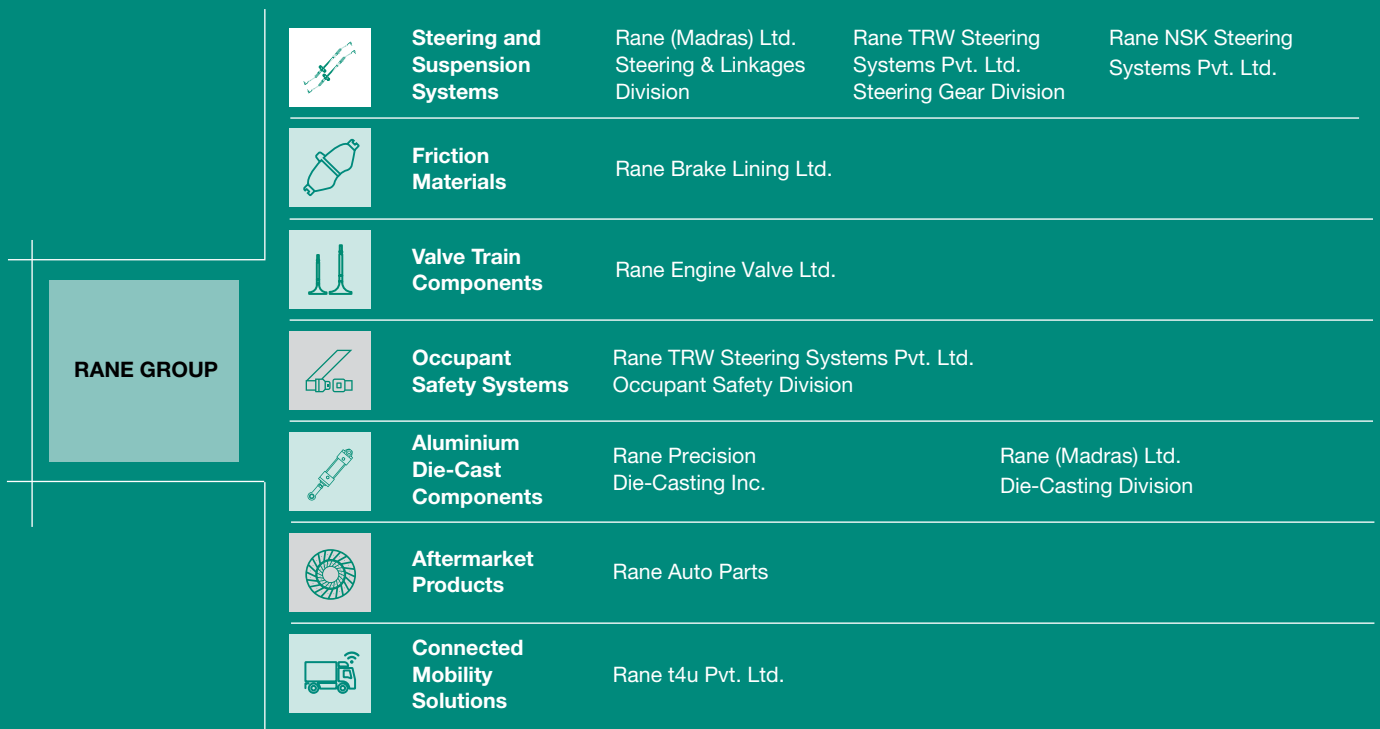 RANE GROUP
Steering and
Suspension
Systems
Rane (Madras) Ltd.
Steering & Linkages
Division
Rane TRW Steering
Systems Pvt. Ltd.
Steering Gear Division
Rane NSK Steering
Systems Pvt. Ltd.
Friction
Materials
Rane Brake Lining Ltd.
Valve Train
Components
Rane Engine Valve Ltd.
Occupant
Safety Systems
Rane TRW Steering Systems Pvt. Ltd.
Occupant Safety Division
Aluminium
Die-Cast
Components
Rane Precision
Die-Casting Inc.
Rane (Madras) Ltd.
Die-Casting Division
Aftermarket
Products
Rane Auto Parts
Connected
Mobility
Solutions
Rane t4u Pvt. Ltd.